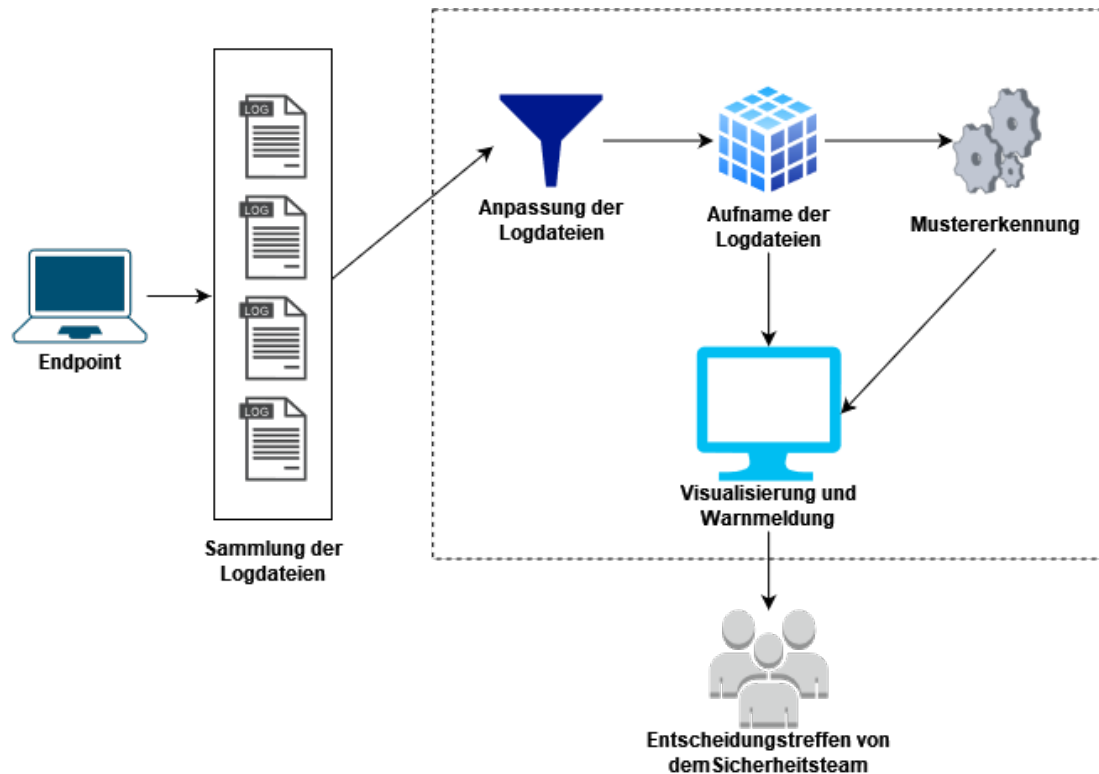 LOG
LOG
LOG
LOG
Endpoint
Sammlung der
Logdateien
Anpassung der
Logdateien
Aufname der
Logdateien
Mustererkennung
Visualisierung und
Warnmeldung
Entscheidungstreffen von
dem Sicherheitsteam